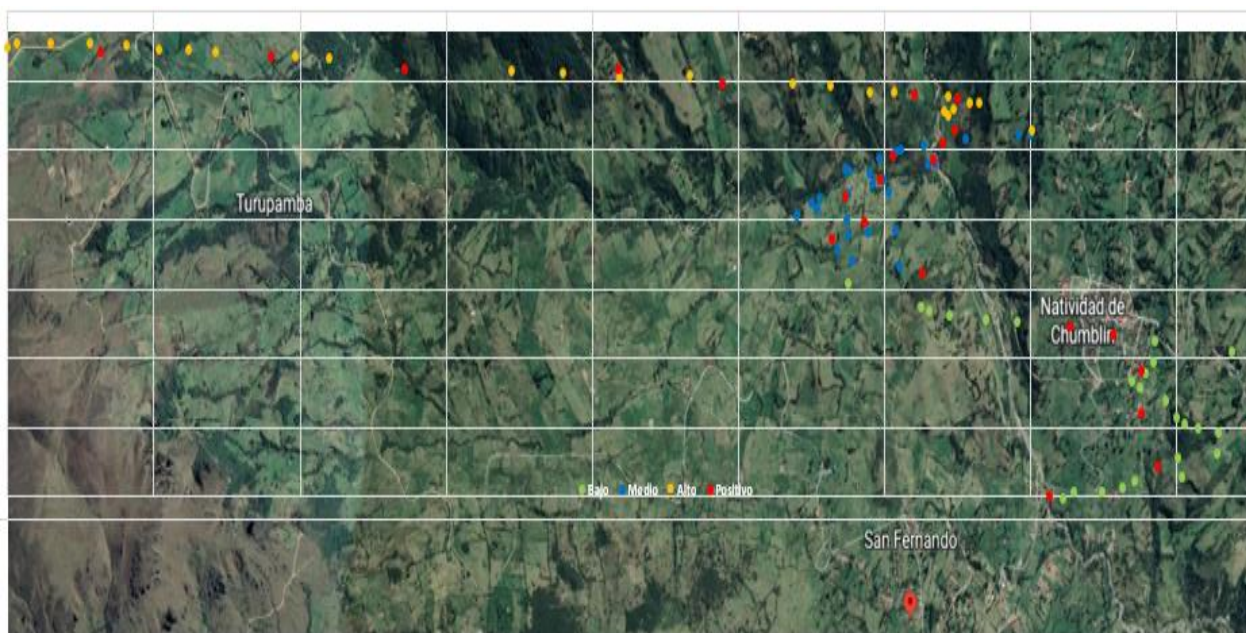 Turupamba
Natividad de
Chumblín
Bajo Medio Alto Positivo
San Fernando